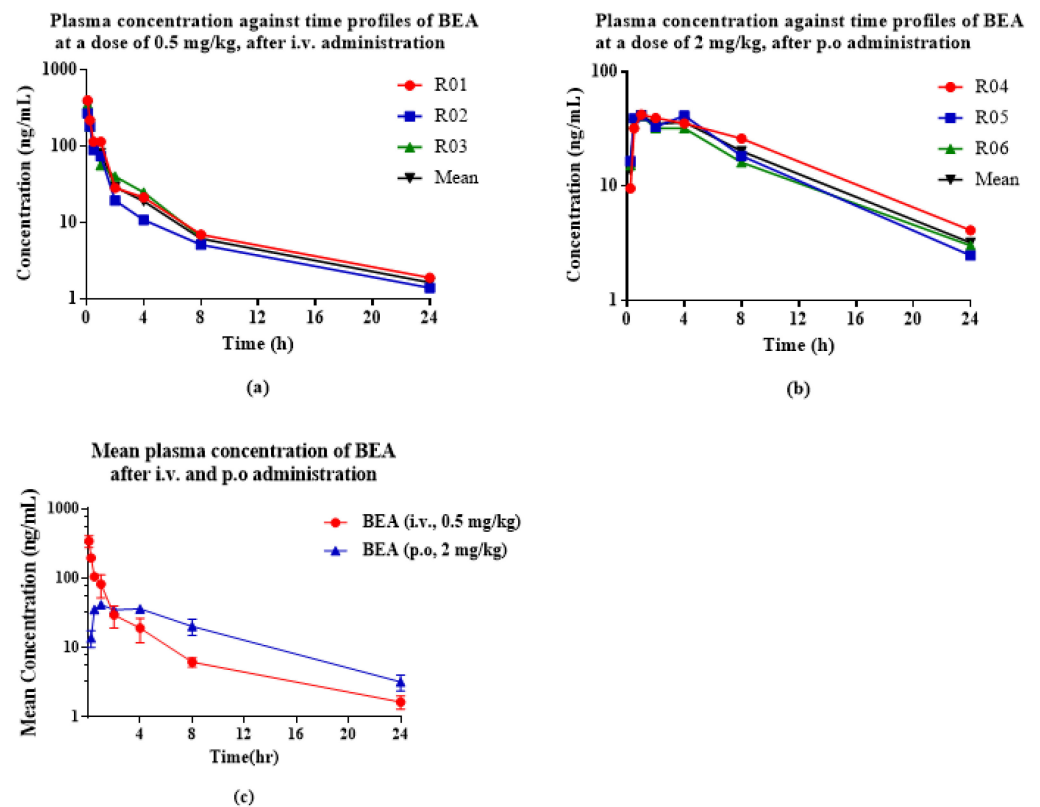 Plasma concentration against time profiles of BEA
at a dose of 0.5 mg/kg, after i.v. administration
1000
100
10
1
Concentration (ng/mL)
R01
R02
R03
Mean
0 4 8 12 16 20 24
Time (h)
(a)
Plasma concentration against time profiles of BEA
at a dose of 2 mg/kg, after p.o administration
100
10
1
Concentration (ng/mL)
R04
R05
R06
Mean
0 4 8 12 16 20 24
Time (h)
(b)
Mean plasma concentration of BEA
after i.v. and p.o administration
1000
100
10
1
Mean Concentration (ng/mL)
BEA (i.v., 0.5 mg/kg)
BEA (p.o, 2 mg/kg)
4 8 12 16 20 24
Time(hr)
(c)